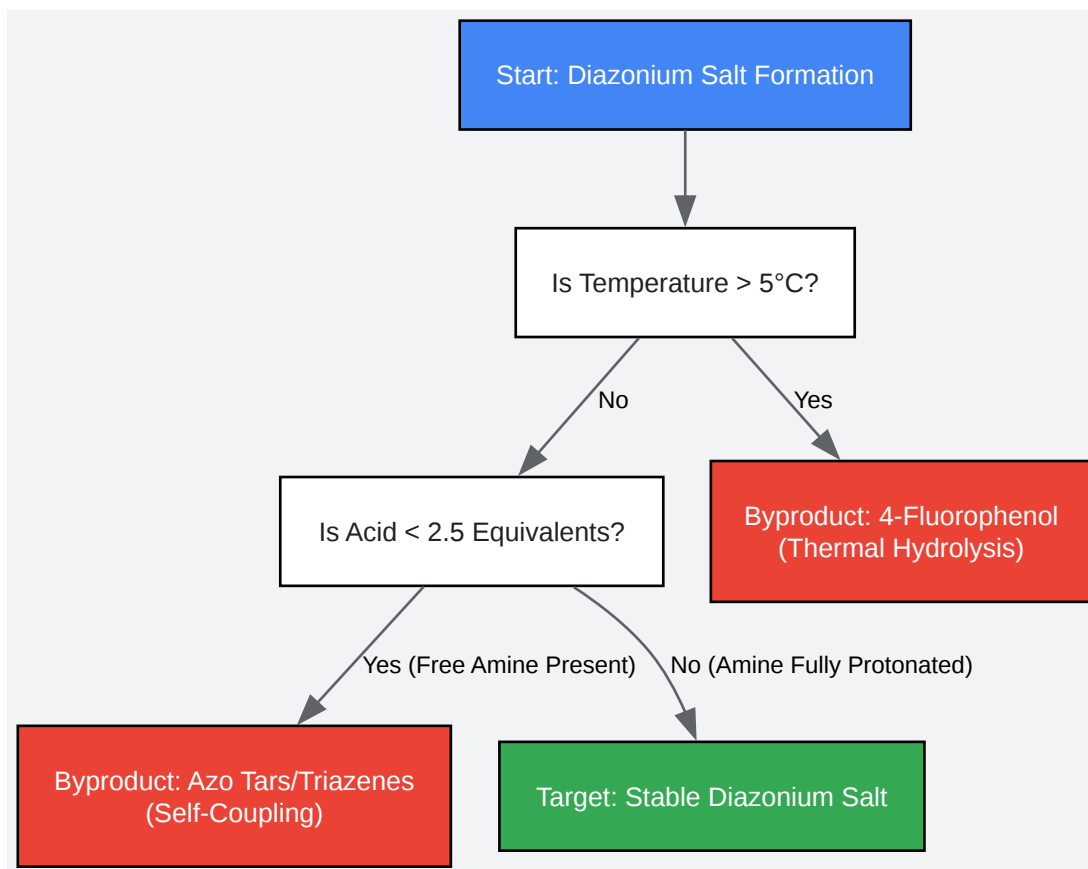 Start: Diazonium Salt Formation
Is Temperature > 5°C?
No
Yes
Is Acid < 2.5 Equivalents?
Byproduct: 4-Fluorophenol
(Thermal Hydrolysis)
Yes (Free Amine Present)
No (Amine Fully Protonated)
Byproduct: Azo Tars/Triazenes
(Self-Coupling)
Target: Stable Diazonium Salt